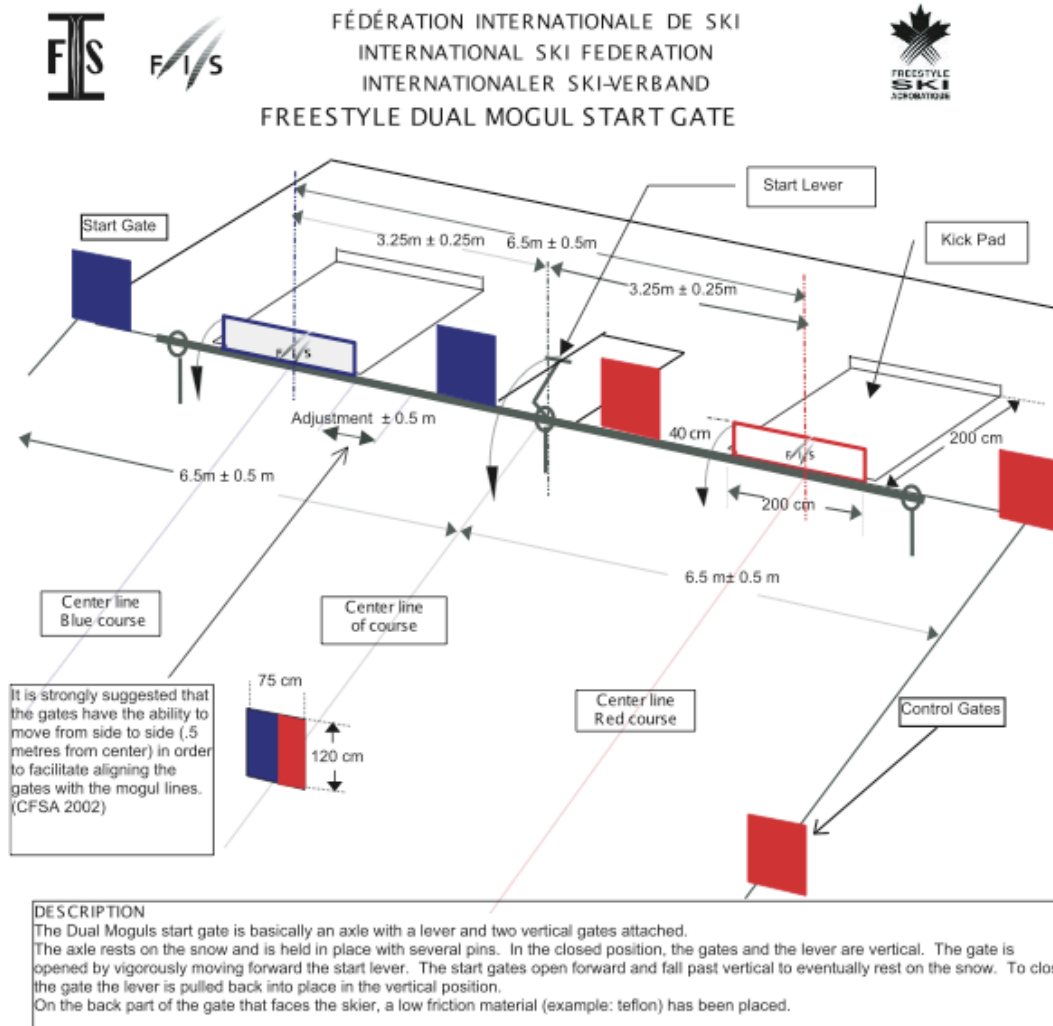 FIS
FIS
FÉDÉRATION INTERNATIONALE DE SKI
INTERNATIONAL SKI FEDERATION
INTERNATIONALER SKI-VERBAND
FREESTYLE DUAL MOGUL START GATE
FREESTYLE
SKI
ACROBATIQUE
Start Lever
Start Gate
Kick Pad
3.25m ± 0.25m
6.5m ± 0.5m
3.25m ± 0.25m
FIS
Adjustment ± 0.5 m
40 cm
FIS
200 cm
200 cm
6.5m ± 0.5 m
6.5 m± 0.5 m
Center line
Blue course
Center line
of course
Center line
Red course
Control Gates
It is strongly suggested that
the gates have the ability to
move from side to side (.5
metres from center) in order
to facilitate aligning the
gates with the mogul lines.
(CFSA 2002)
75 cm
120 cm
DESCRIPTION
The Dual Moguls start gate is basically an axle with a lever and two vertical gates attached.
The axle rests on the snow and is held in place with several pins. In the closed position, the gates and the lever are vertical. The gate is
opened by vigorously moving forward the start lever. The start gates open forward and fall past vertical to eventually rest on the snow. To clos
the gate the lever is pulled back into place in the vertical position.
On the back part of the gate that faces the skier, a low friction material (example: teflon) has been placed.